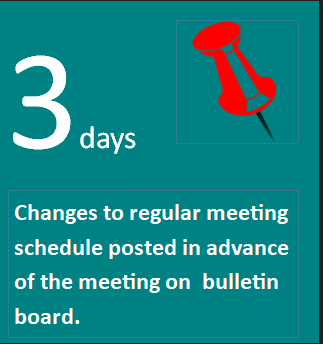 3 days
Changes to regular meeting
schedule posted in advance
of the meeting on  bulletin
board.